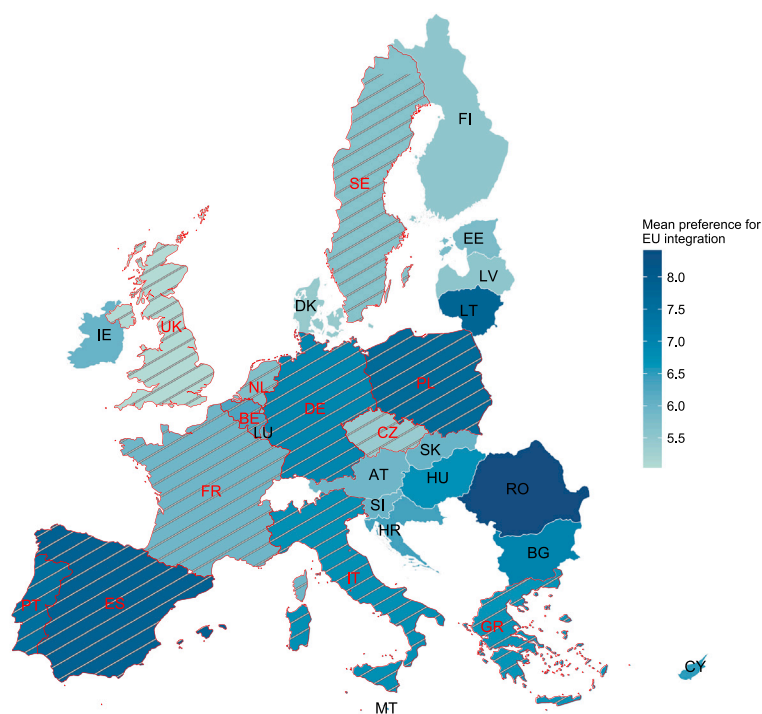 FI
SE
EE
Mean preference for
EU integration
LV
8.0
DK
LT
7.5
IE
UK
7.0
NL
PL
6.5
DE
BE
6.0
LU
CZ
5.5
SK
AT
HU
FR
RO
SI
HR
BG
IT
PT
ES
GR
CY
MT